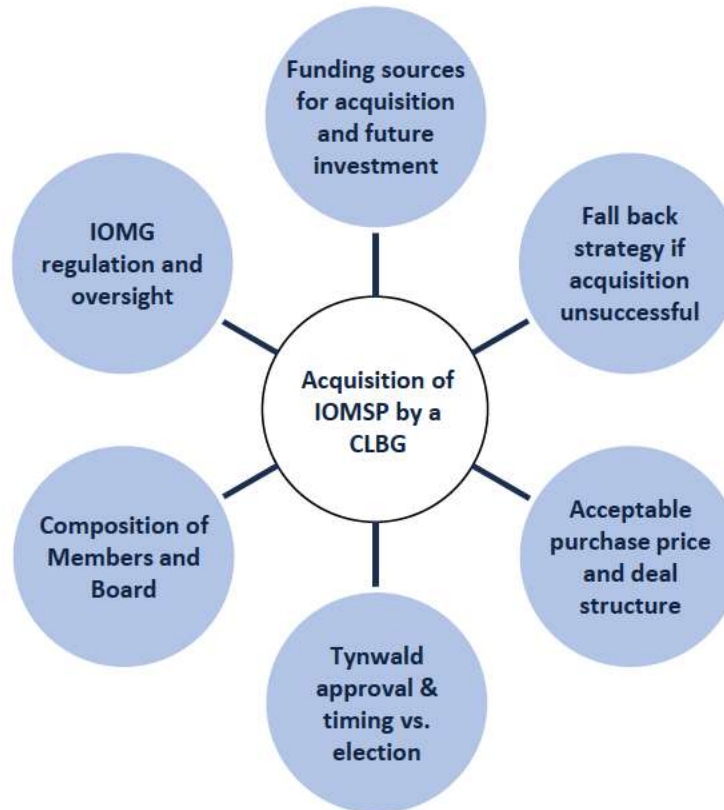 Funding sources
for acquisition
and future
investment
Fall back
strategy if
acquisition
unsuccessful
Acceptable
purchase price
and deal
structure
Tynwald
approval &
timing vs.
election
Composition of
Members and
Board
IOMG
regulation and
oversight
Acquisition of
IOMSP by a
CLBG